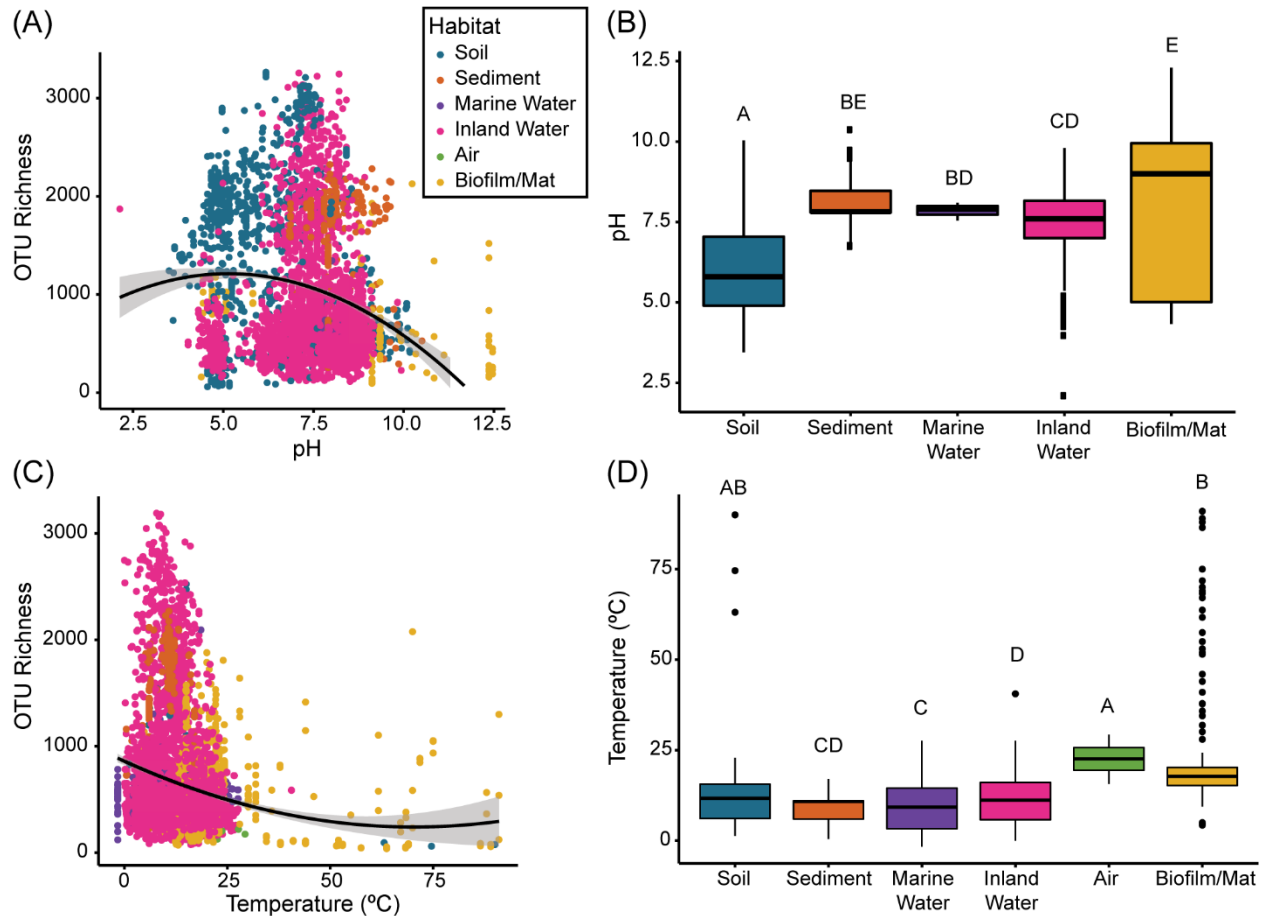 (A)
Habitat
Soil
Sediment
Marine Water
Inland Water
Air
Biofilm/Mat
OTU Richness
3000
2000
1000
0
2.5
5.0
7.5
10.0
12.5
pH
(B)
pH
12.5
10.0
7.5
5.0
2.5
A
BE
BD
CD
E
Soil
Sediment
Marine
Water
Inland
Water
Biofilm/Mat
(C)
OTU Richness
3000
2000
1000
0
0
25
50
75
Temperature (ºC)
(D)
Temperature (ºC)
75
50
25
0
AB
CD
C
D
A
B
Soil
Sediment
Marine
Water
Inland
Water
Air
Biofilm/Mat